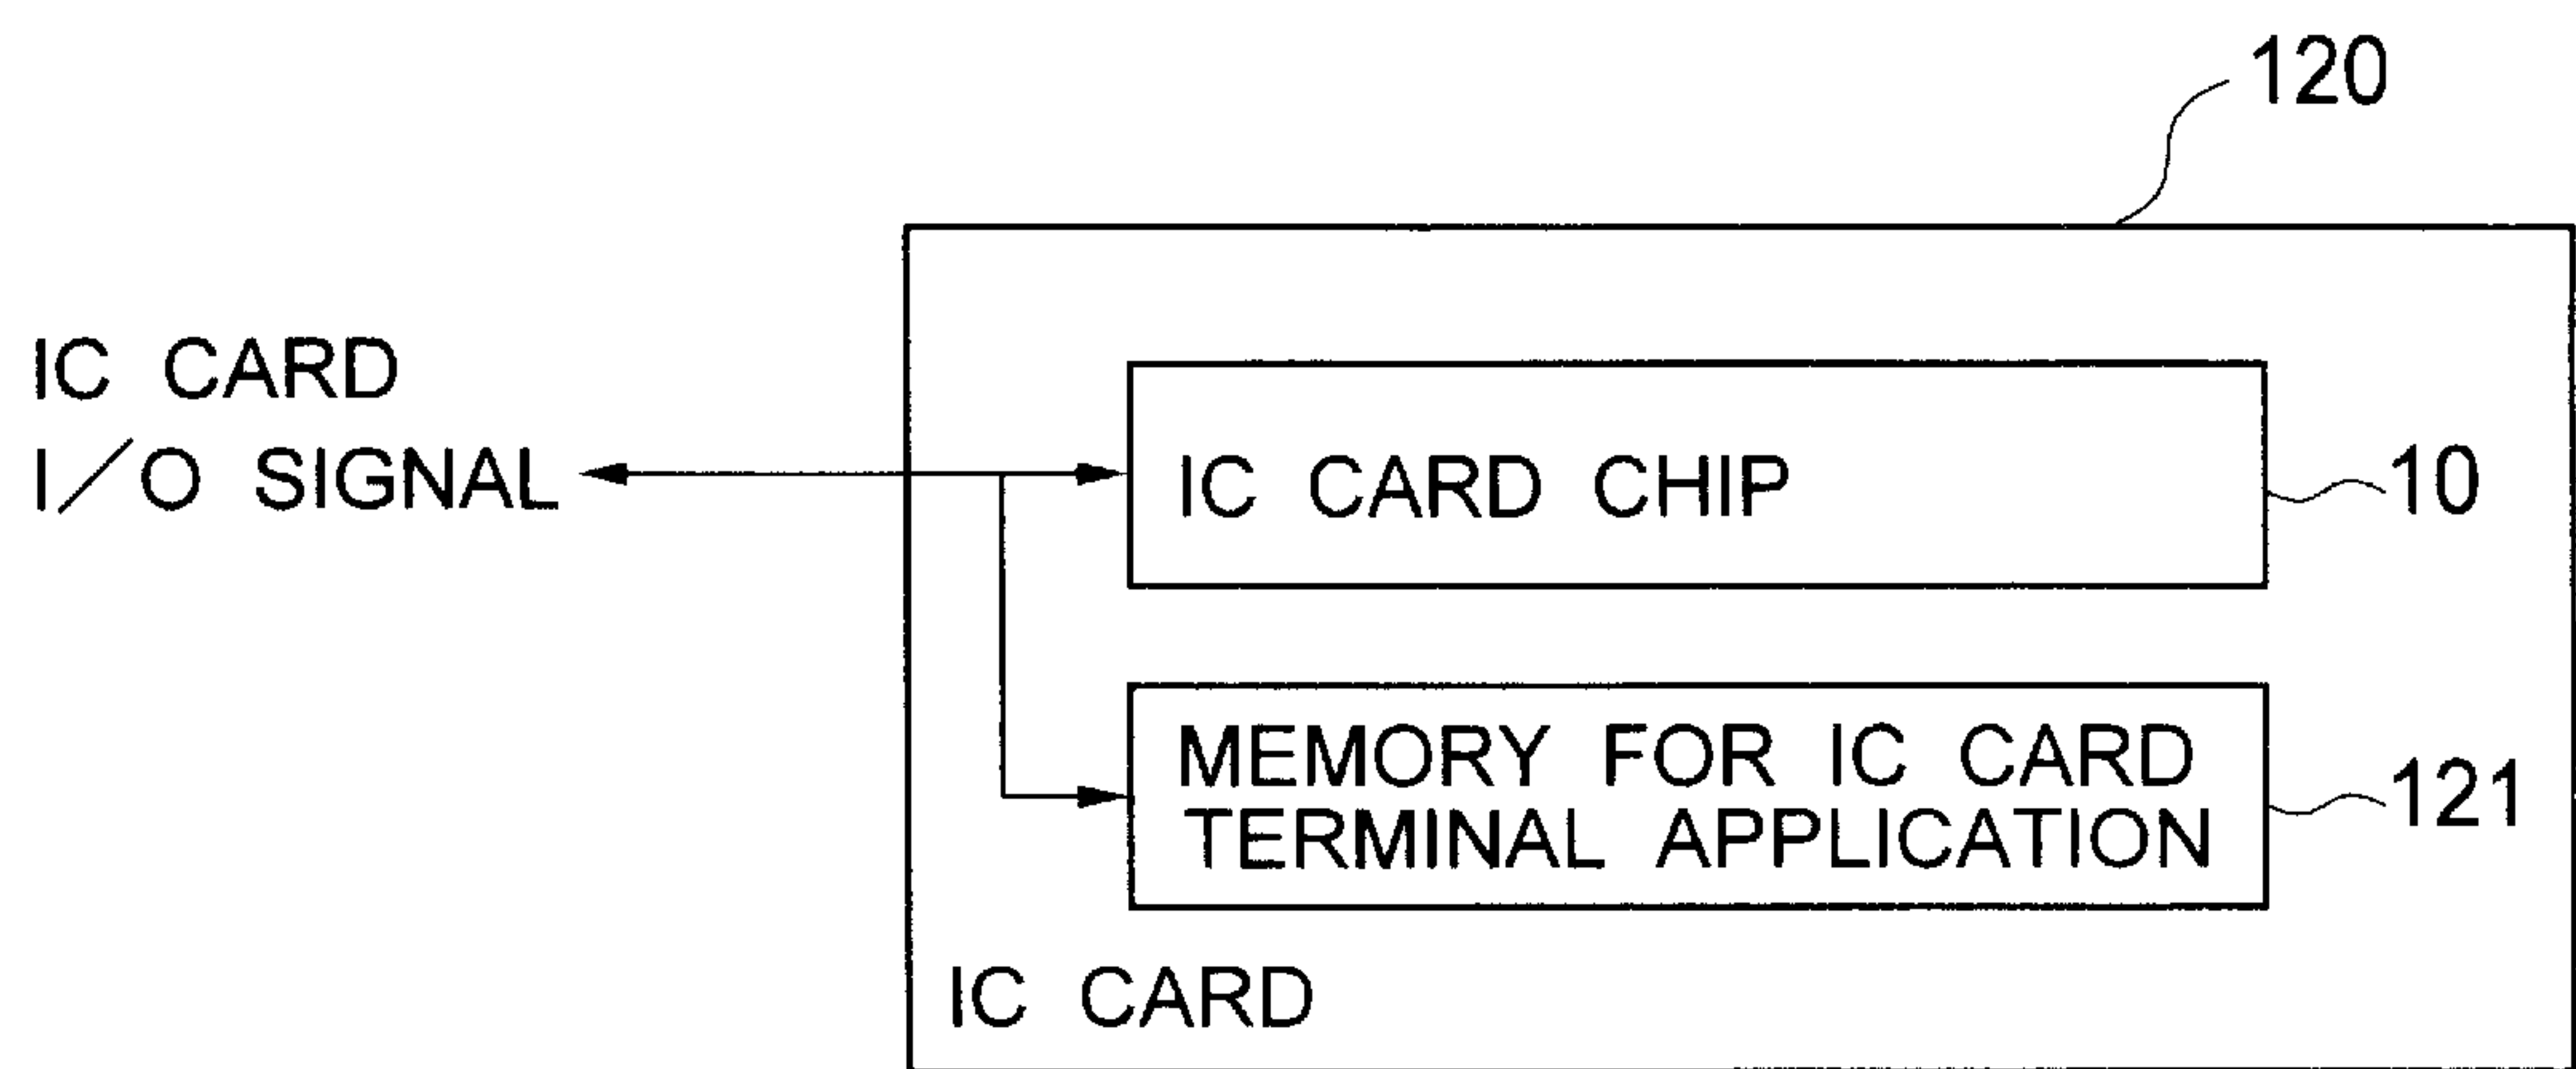 120
IC CARD
I/O SIGNAL
IC CARD CHIP
10
MEMORY FOR IC CARD
TERMINAL APPLICATION
121
IC CARD